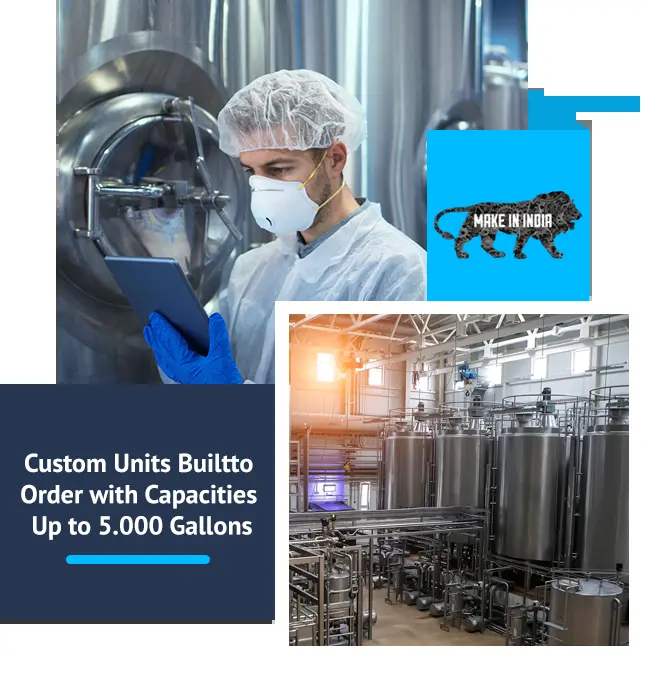 MAKE IN INDIA
Custom Units Builtto
Order with Capacities
Up to 5.000 Gallons